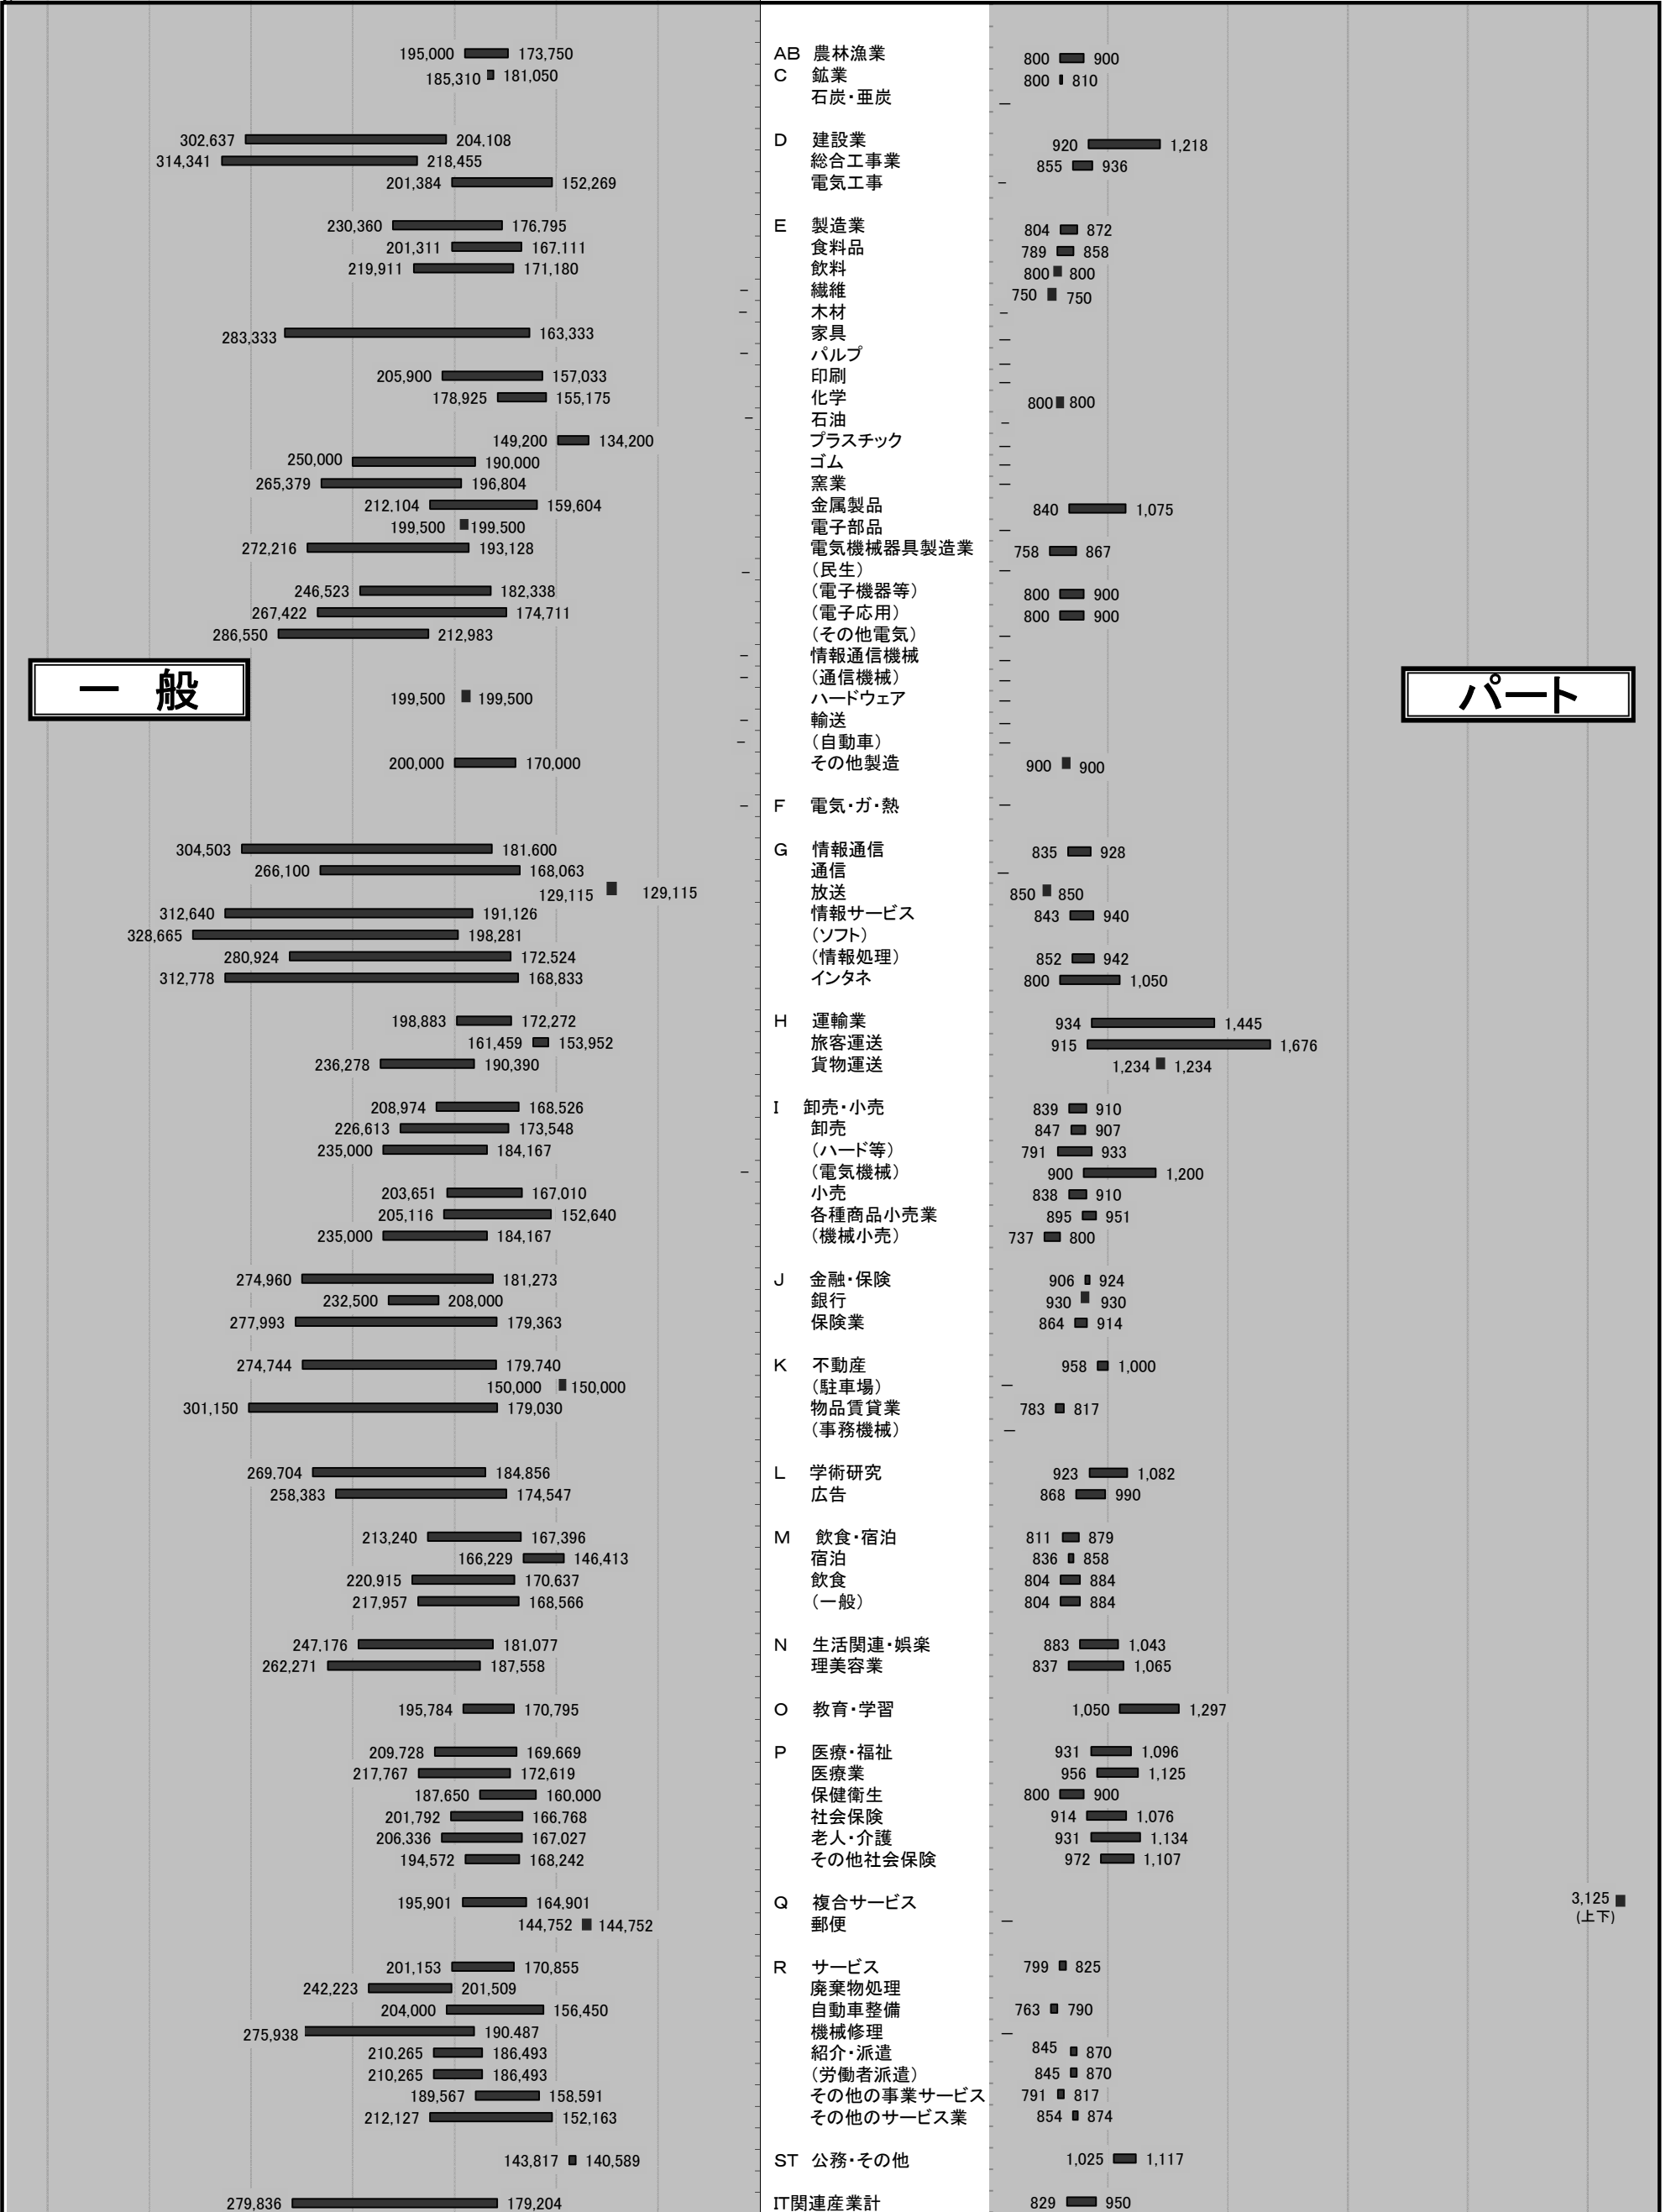 195,000 173,750 AB 農林漁業 800 900
185,310 181,050 C 鉱業 800 810
石炭・亜炭 –
302,637 204,108 D 建設業 920 1,218
314,341 218,455 総合工事業 855 936
201,384 152,269 電気工事 –
230,360 176,795 E 製造業 804 872
201,311 167,111 食料品 789 858
219,911 171,180 飲料 800 800
– 繊維 750 750
– 木材 –
283,333 163,333 家具 –
– パルプ –
205,900 157,033 印刷 –
178,925 155,175 化学 800 800
– 石油 –
149,200 134,200 プラスチック –
250,000 190,000 ゴム –
265,379 196,804 窯業 –
212,104 159,604 金属製品 840 1,075
199,500 199,500 電子部品 –
272,216 193,128 電気機械器具製造業 758 867
– (民生) –
246,523 182,338 (電子機器等) 800 900
267,422 174,711 (電子応用) 800 900
286,550 212,983 (その他電気) –
– 情報通信機械 –
一 般
パート
– (通信機械) –
199,500 199,500 ハードウェア –
– 輸送 –
– (自動車) –
200,000 170,000 その他製造 900 900
– F 電気・ガ・熱 –
304,503 181,600 G 情報通信 835 928
266,100 168,063 通信 –
129,115 129,115 放送 850 850
312,640 191,126 情報サービス 843 940
328,665 198,281 (ソフト)
280,924 172,524 (情報処理) 852 942
312,778 168,833 インタネ 800 1,050
198,883 172,272 H 運輸業 934 1,445
161,459 153,952 旅客運送 915 1,676
236,278 190,390 貨物運送 1,234 1,234
208,974 168,526 I 卸売・小売 839 910
226,613 173,548 卸売 847 907
235,000 184,167 (ハード等) 791 933
– (電気機械) 900 1,200
203,651 167,010 小売 838 910
205,116 152,640 各種商品小売業 895 951
235,000 184,167 (機械小売) 737 800
274,960 181,273 J 金融・保険 906 924
232,500 208,000 銀行 930 930
277,993 179,363 保険業 864 914
274,744 179,740 K 不動産 958 1,000
150,000 150,000 (駐車場) –
301,150 179,030 物品賃貸業 783 817
(事務機械) –
269,704 184,856 L 学術研究 923 1,082
258,383 174,547 広告 868 990
213,240 167,396 M 飲食・宿泊 811 879
166,229 146,413 宿泊 836 858
220,915 170,637 飲食 804 884
217,957 168,566 (一般) 804 884
247,176 181,077 N 生活関連・娯楽 883 1,043
262,271 187,558 理美容業 837 1,065
195,784 170,795 O 教育・学習 1,050 1,297
209,728 169,669 P 医療・福祉 931 1,096
217,767 172,619 医療業 956 1,125
187,650 160,000 保健衛生 800 900
201,792 166,768 社会保険 914 1,076
206,336 167,027 老人・介護 931 1,134
194,572 168,242 その他社会保険 972 1,107
195,901 164,901 Q 複合サービス 3,125
144,752 144,752 郵便 – (上下)
201,153 170,855 R サービス 799 825
242,223 201,509 廃棄物処理
204,000 156,450 自動車整備 763 790
275,938 190,487 機械修理 –
210,265 186,493 紹介・派遣 845 870
210,265 186,493 (労働者派遣) 845 870
189,567 158,591 その他の事業サービス 791 817
212,127 152,163 その他のサービス業 854 874
143,817 140,589 ST 公務・その他 1,025 1,117
279,836 179,204 IT関連産業計 829 950